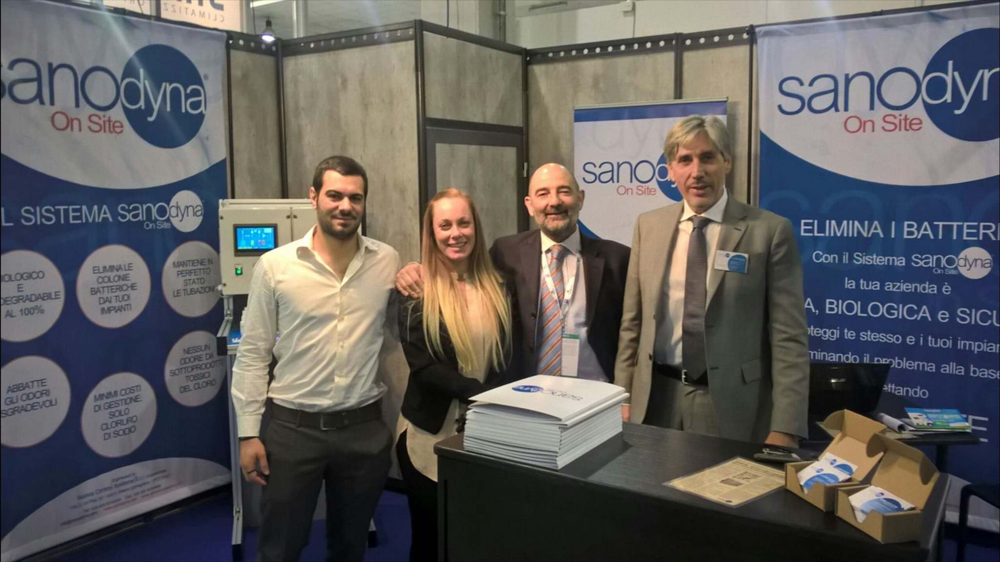 CLIMATIZZ
sanodyna
On Site
L SISTEMA sanodyna
On Site
IOLOGICO
E
DEGRADABILE
AL 100%
ELIMINA LE
COLONIE
BATTERICHE
DAI TUOI
IMPIANTI
MANTIENE IN
PERFETTO
STATO
LE TUBAZIONI
ABBATTE
GLI ODORI
SGRADEVOLI
MINIMI COSTI
DI GESTIONE:
SOLO
CLORURO
DI SODIO
NESSUN
ODORE DA
SOTTOPRODOTTI
TOSSICI
DEL CLORO
sanod
On Site
sanodyn
On Site
ELIMINA I BATTERI
Con il Sistema sanodyna
On Site
la tua azienda è
A, BIOLOGICA e SICU
oteggi te stesso e i tuoi impian
minando il problema alla base
ettando
sanodyna